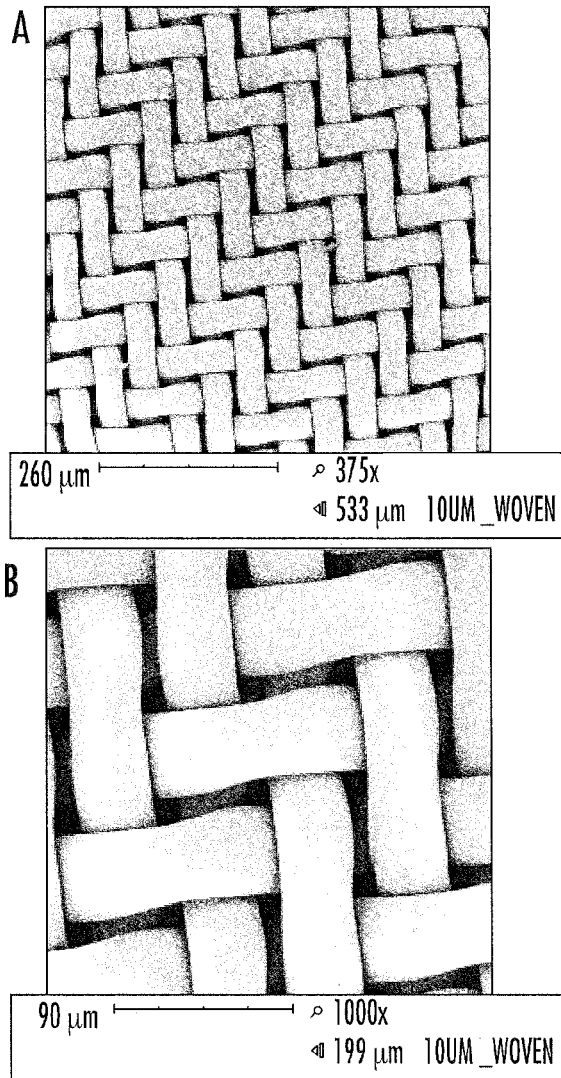 A
260 μm 375x
533 μm 10UM_WOVEN
B
90 μm 1000x
199 μm 10UM_WOVEN